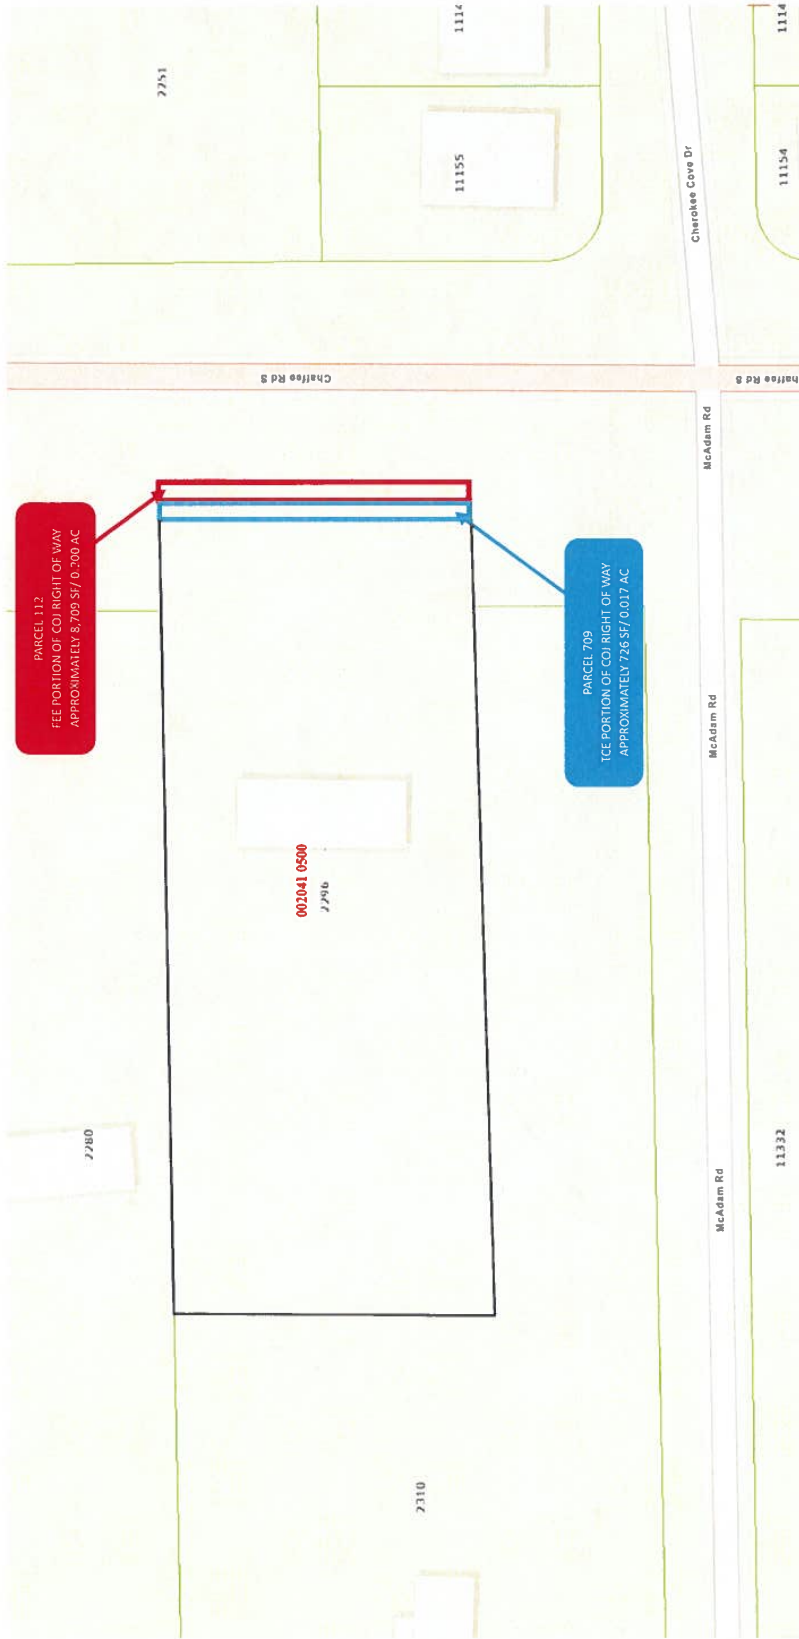 2251
1114
11155
Cherokee Cove Dr
1114
11154
Chaffee Rd S
McAdam Rd
PARCEL 112
FEE PORTION OF COJ RIGHT OF WAY
APPROXIMATELY 8,709 SF/ 0.200 AC
PARCEL 709
TCE PORTION OF COJ RIGHT OF WAY
APPROXIMATELY 726 SF/ 0.017 AC
McAdam Rd
002041 0500
2296
2280
McAdam Rd
11332
2310